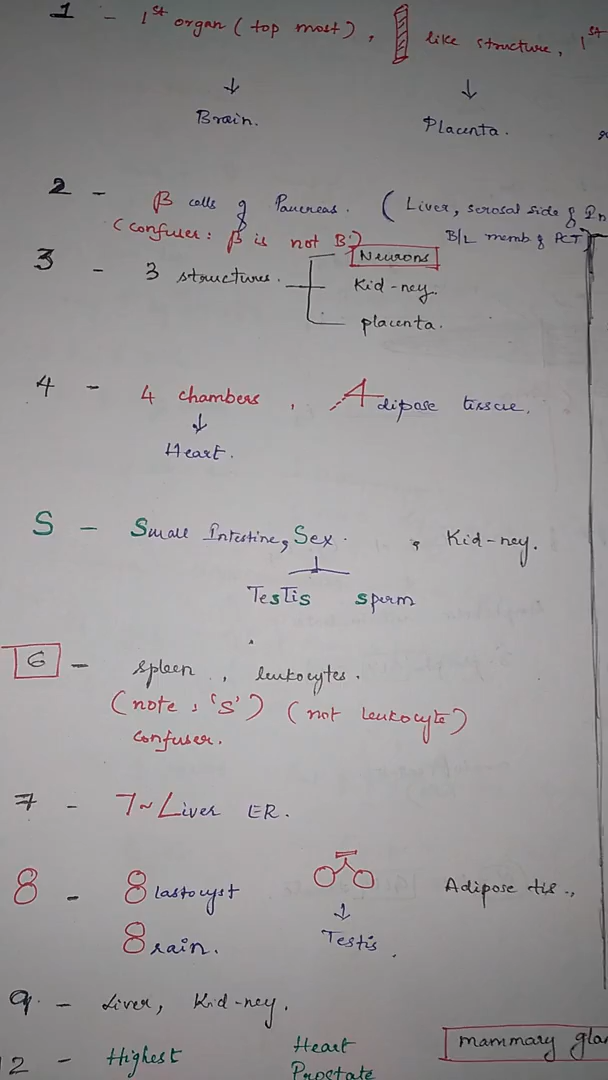 1 - 1st organ (top most), like structure, 1st
Brain. Placenta.
2 - β cells of Pancreas. (Liver, serosal side of In
(confuser: β is not B:) B/L memb of PCT)
3 - 3 structures. Neurons
Kid-ney.
placenta.
4 - 4 chambers, Adipose tissue.
Heart.
S - Small Intestine, Sex. , Kid-ney.
Testis sperm
6 - spleen, leukocytes.
(note, 'S') (not leukocyte)
confuser.
7 - 7~Liver ER.
8 - 8lastocyst Adipose tis.,
8rain. Testis.
9. - Liver, Kid-ney.
12 - Highest Heart mammary gla
Prostate